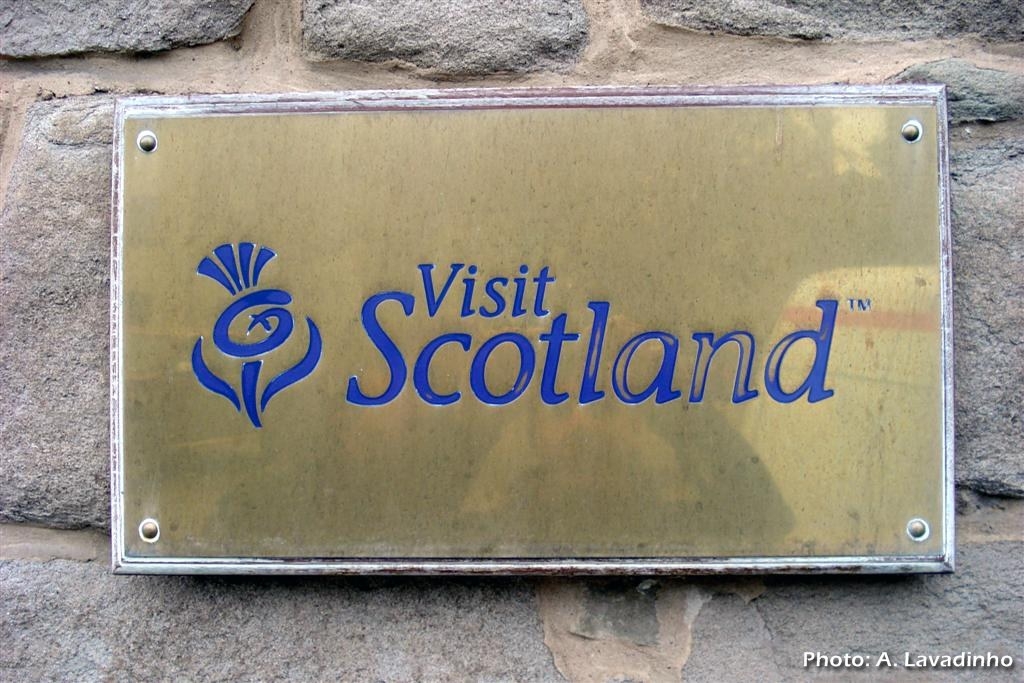 Visit
Scotland™
Photo: A. Lavadinho